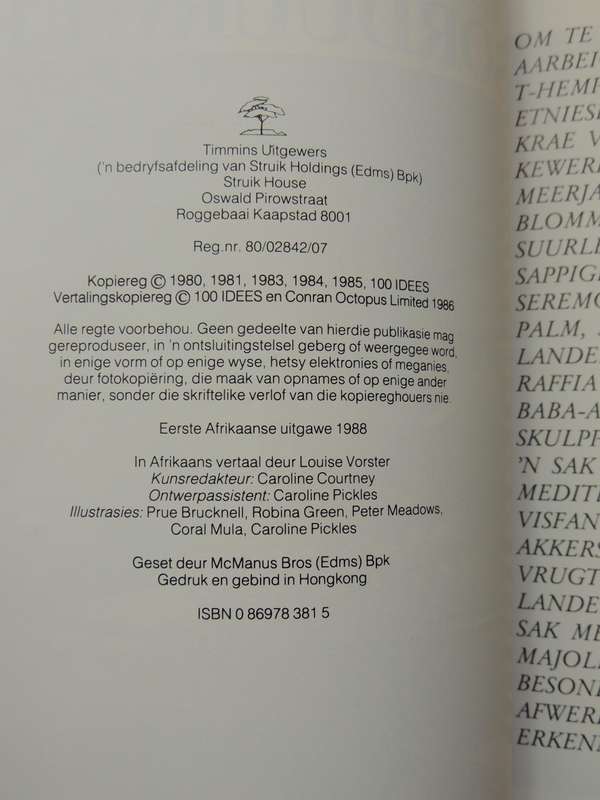 Timmins Uitgewers
('n bedryfsafdeling van Struik Holdings (Edms) Bpk)
Struik House
Oswald Pirowstraat
Roggebaai Kaapstad 8001
Reg.nr. 80/02842/07
Kopiereg © 1980, 1981, 1983, 1984, 1985, 100 IDEES
Vertalingskopiereg © 100 IDEES en Conran Octopus Limited 1986
Alle regte voorbehou. Geen gedeelte van hierdie publikasie mag
gereproduseer, in 'n ontsluitingstelsel geberg of weergegee word,
in enige vorm of op enige wyse, hetsy elektronies of meganies,
deur fotokopiëring, die maak van opnames of op enige ander
manier, sonder die skriftelike verlof van die kopiereghouers nie.
Eerste Afrikaanse uitgawe 1988
In Afrikaans vertaal deur Louise Vorster
Kunsredakteur: Caroline Courtney
Ontwerpassistent: Caroline Pickles
Illustrasies: Prue Brucknell, Robina Green, Peter Meadows,
Coral Mula, Caroline Pickles
Geset deur McManus Bros (Edms) Bpk
Gedruk en gebind in Hongkong
ISBN 0 86978 381 5
OM TE
AARBEI
T-HEMP
ETNIESE
KRAE V
KEWERE
MEERJA
BLOMM
SUURLE
SAPPIGE
SEREMO
PALM, S
LANDE
RAFFIA
BABA-A
SKULPF
'N SAK
MEDIT
VISFAN
AKKERS
VRUGT
LANDE
SAK ME
MAJOL
BESON
AFWER
ERKEN